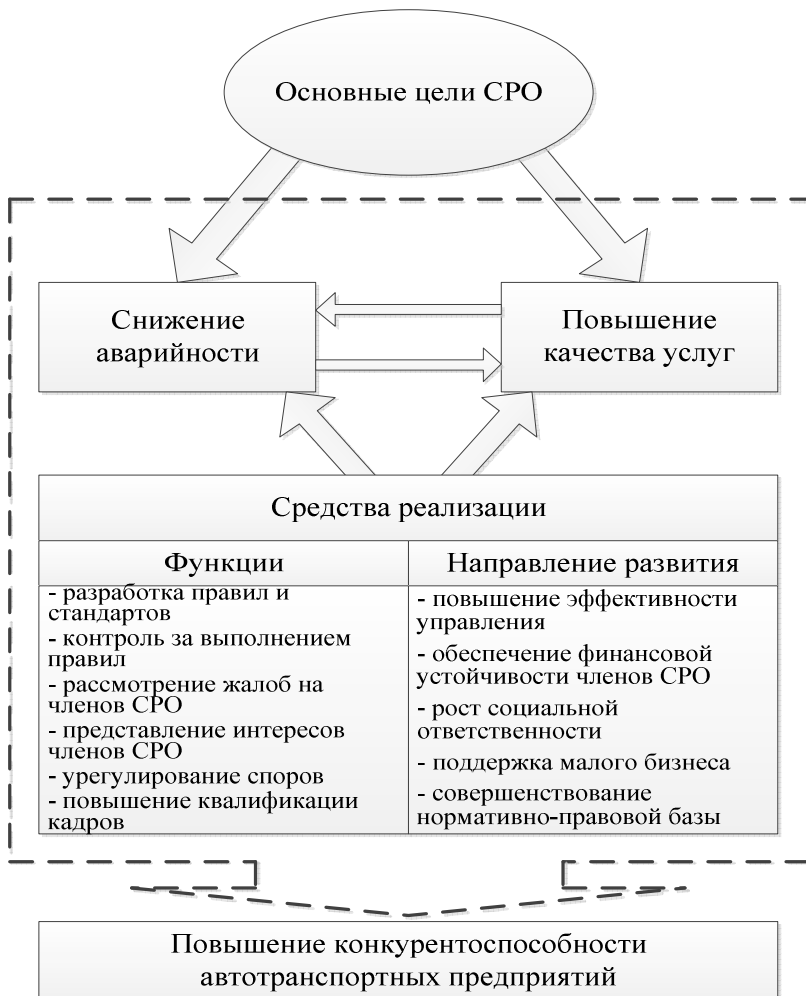 Основные цели СРО
Снижение
аварийности
Повышение
качества услуг
Средства реализации
Функции
- разработка правил и
стандартов
- контроль за выполнением
правил
- рассмотрение жалоб на
членов СРО
- представление интересов
членов СРО
- урегулирование споров
- повышение квалификации
кадров
Направление развития
- повышение эффективности
управления
- обеспечение финансовой
устойчивости членов СРО
- рост социальной
ответственности
- поддержка малого бизнеса
- совершенствование
нормативно-правовой базы
Повышение конкурентоспособности
автотранспортных предприятий